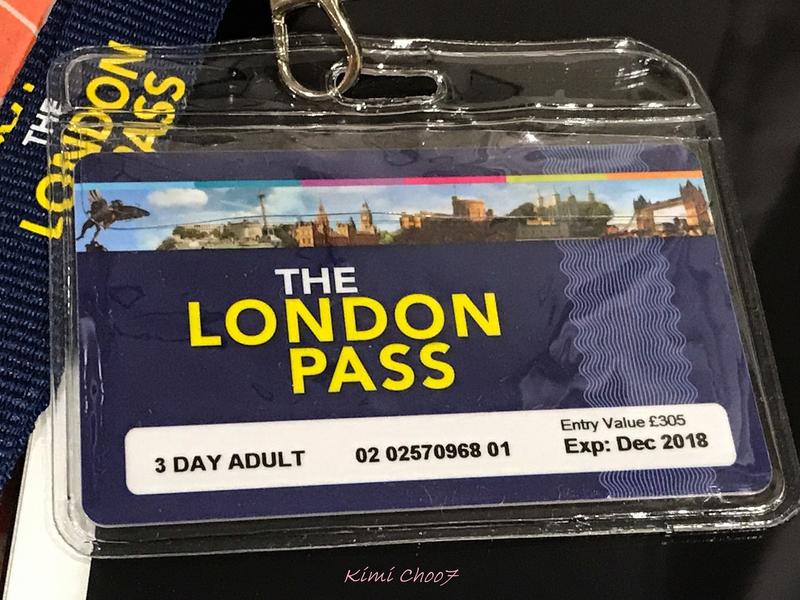 THE
LONDON
PASS
THE
LONDON
PASS
3 DAY ADULT
02 02570968 01
Entry Value £305
Exp: Dec 2018
Kimi Choo7